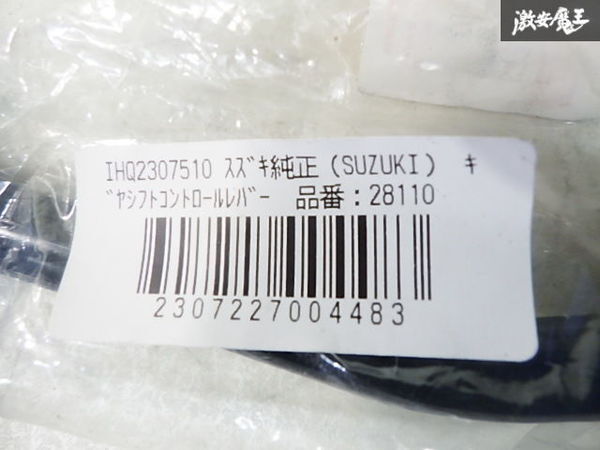 激安魔王
IHQ2307510 ｽｽﾞｷ純正（SUZUKI） ｷ
ﾞﾔｼﾌﾄｺﾝﾄﾛｰﾙﾚﾊﾞｰ 品番：28110
2307227004483